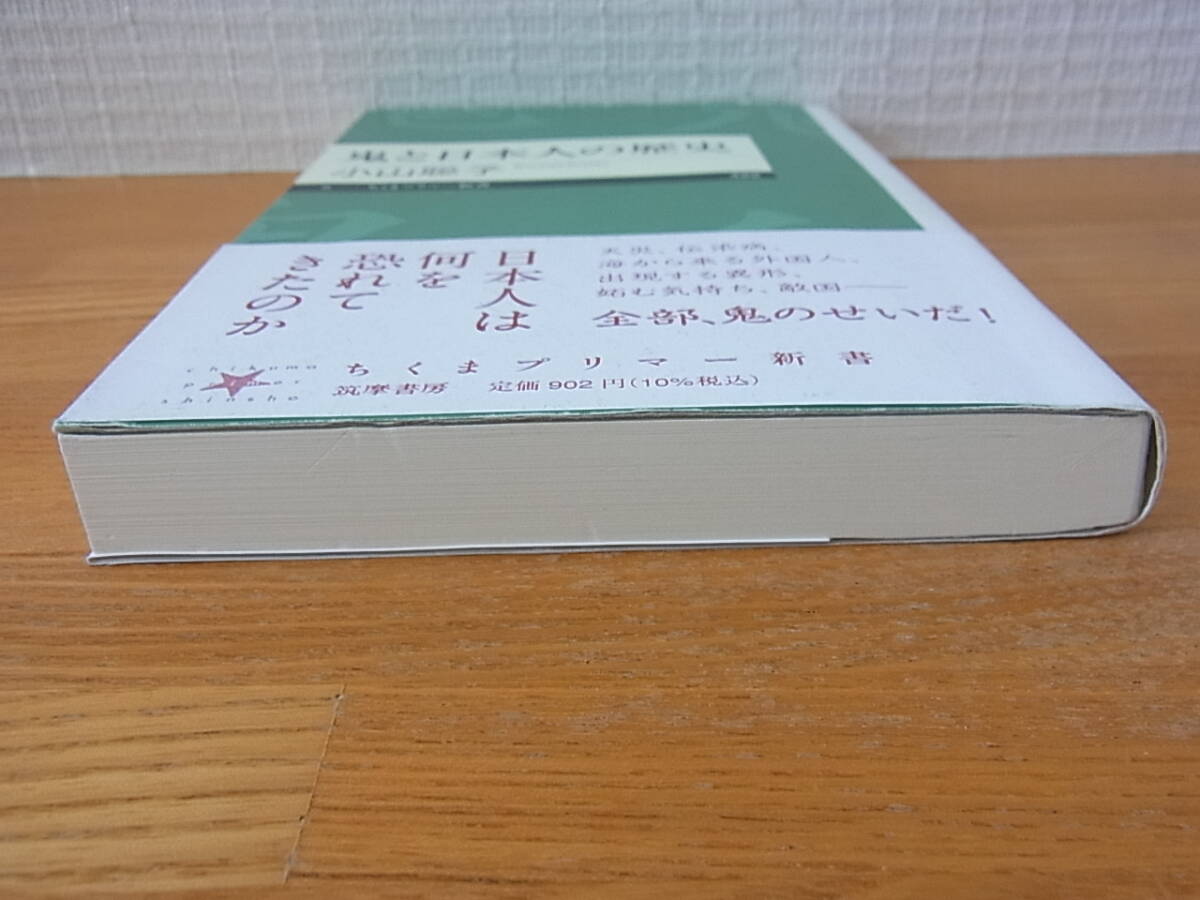 鬼と日本人の歴史
小山聡子
日本人は
何を
恐れて
きたのか
天災、伝染病、
海から来る外国人、
出現する異形、
妬む気持ち、敵国——
全部、鬼のせいだ!
chikuma
primer
shinsho
ちくまプリマー新書
筑摩書房 定価902円(10%税込)